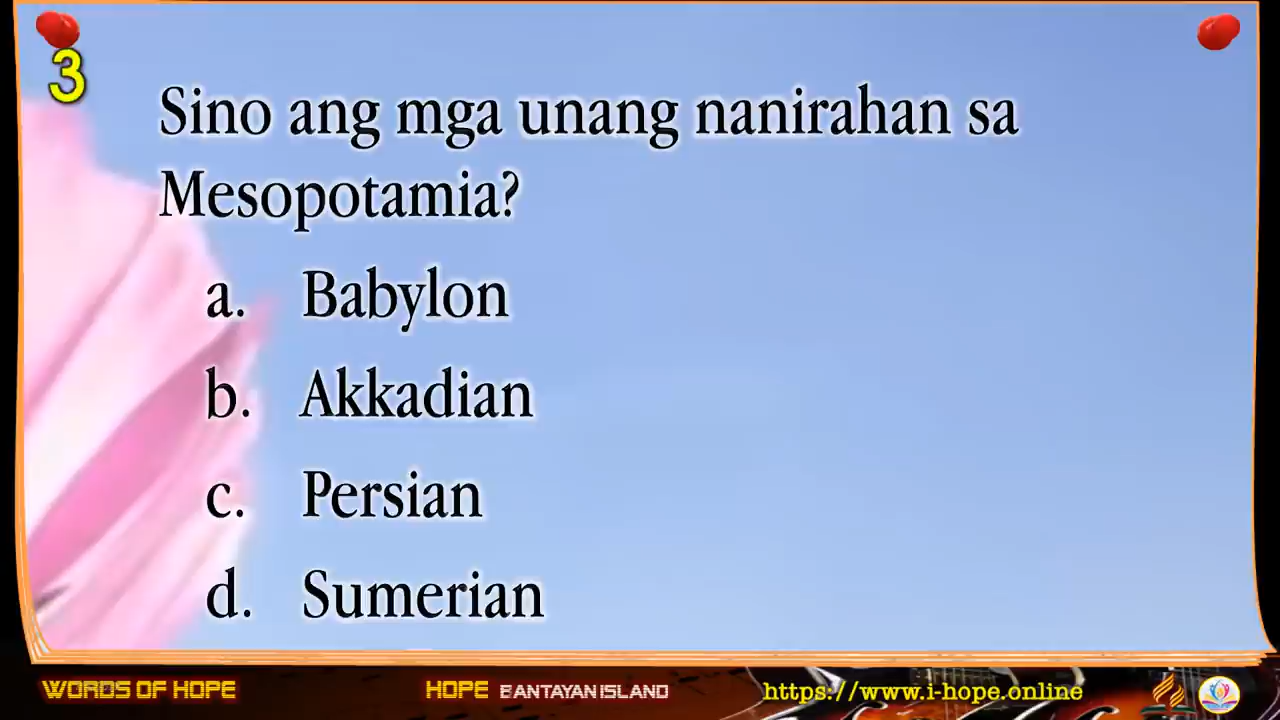 3
Sino ang mga unang nanirahan sa
Mesopotamia?
a. Babylon
b. Akkadian
c. Persian
d. Sumerian
WORDS OF HOPE HOPE BANTAYAN ISLAND https://www.i-hope.online